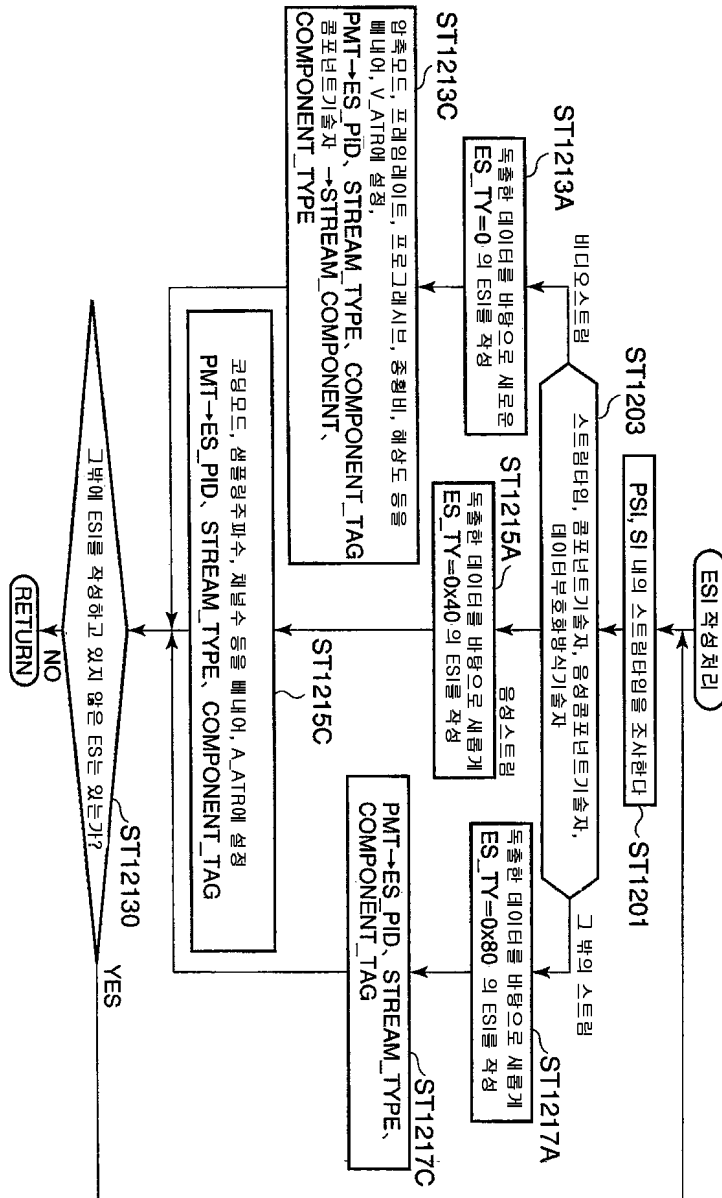 ESI 작성처리
PSI, SI 내의 스트림타입을 조사한다
ST1201
ST1203
스트림타입, 콤포넌트기술자, 음성콤포넌트기술자,
데이터부호화방식기술자
비디오스트림
음성스트림
그 밖의 스트림
ST1213A
독출한 데이터를 바탕으로 새로운
ES_TY=0 의 ESI를 작성
ST1215A
독출한 데이터를 바탕으로 새롭게
ES_TY=0x40 의 ESI를 작성
ST1217A
독출한 데이터를 바탕으로 새롭게
ES_TY=0x80 의 ESI를 작성
ST1213C
압축모드, 프레임레이트, 프로그래시브, 종횡비, 해상도 등을
빼내어, V_ATR에 설정,
PMT→ES_PID、STREAM_TYPE、COMPONENT_TAG
콤포넌트기술자 →STREAM_COMPONENT、
COMPONENT_TYPE
ST1215C
코딩모드, 샘플링주파수, 채널수 등을 빼내어, A_ATR에 설정
PMT→ES_PID、STREAM_TYPE、COMPONENT_TAG
ST1217C
PMT→ES_PID、STREAM_TYPE、
COMPONENT_TAG
ST12130
그밖에 ESI를 작성하고 있지 않은 ES는 있는가?
YES
NO
RETURN